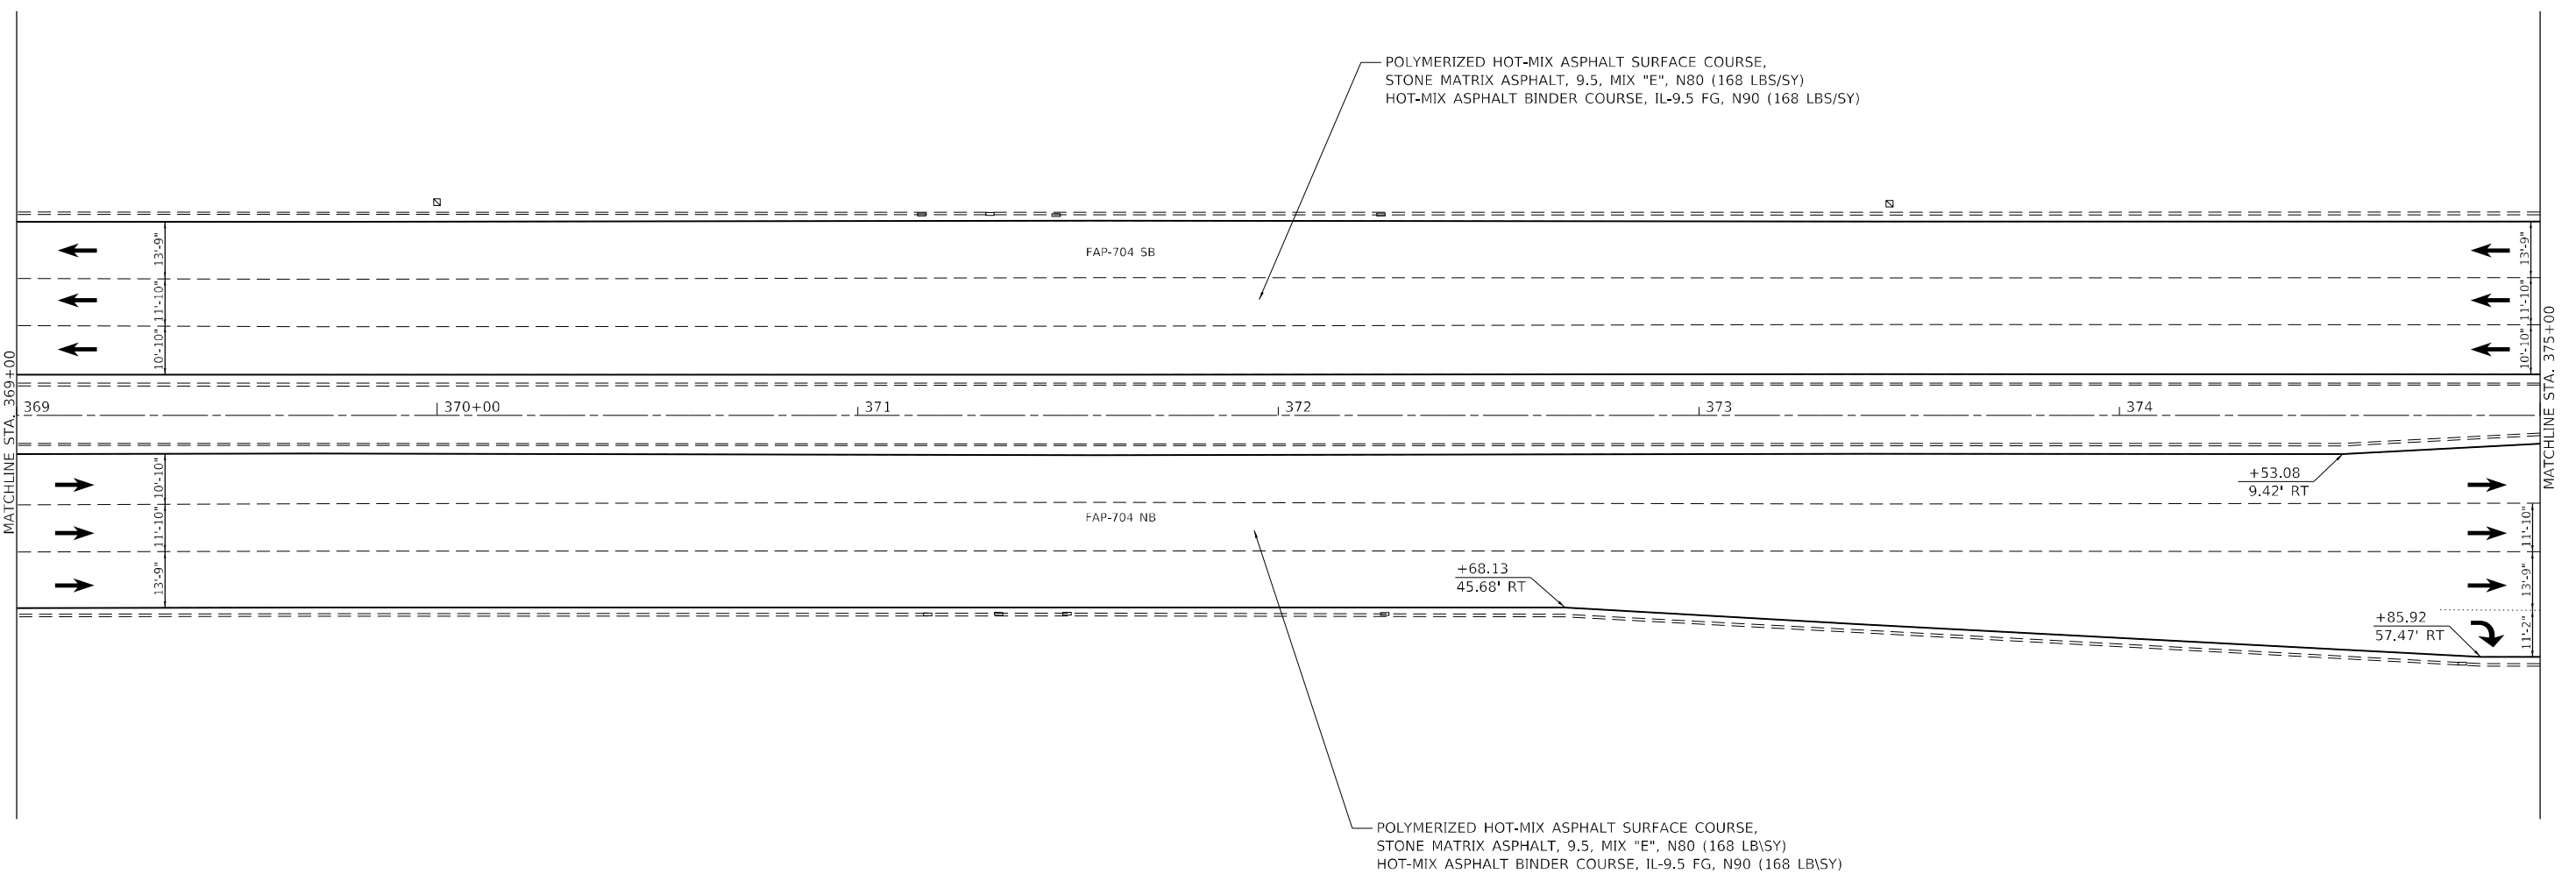 POLYMERIZED HOT-MIX ASPHALT SURFACE COURSE,
STONE MATRIX ASPHALT, 9.5, MIX "E", N80 (168 LBS/SY)
HOT-MIX ASPHALT BINDER COURSE, IL-9.5 FG, N90 (168 LBS/SY)
FAP-704 SB
13'-9"
11'-10"
10'-10"
13'-9"
11'-10"
10'-10"
MATCHLINE STA. 369+00
MATCHLINE STA. 375+00
369
370+00
371
372
373
374
+53.08
9.42' RT
10'-10"
11'-10"
13'-9"
FAP-704 NB
11'-10"
13'-9"
11'-2"
+68.13
45.68' RT
+85.92
57.47' RT
POLYMERIZED HOT-MIX ASPHALT SURFACE COURSE,
STONE MATRIX ASPHALT, 9.5, MIX "E", N80 (168 LB\SY)
HOT-MIX ASPHALT BINDER COURSE, IL-9.5 FG, N90 (168 LB\SY)